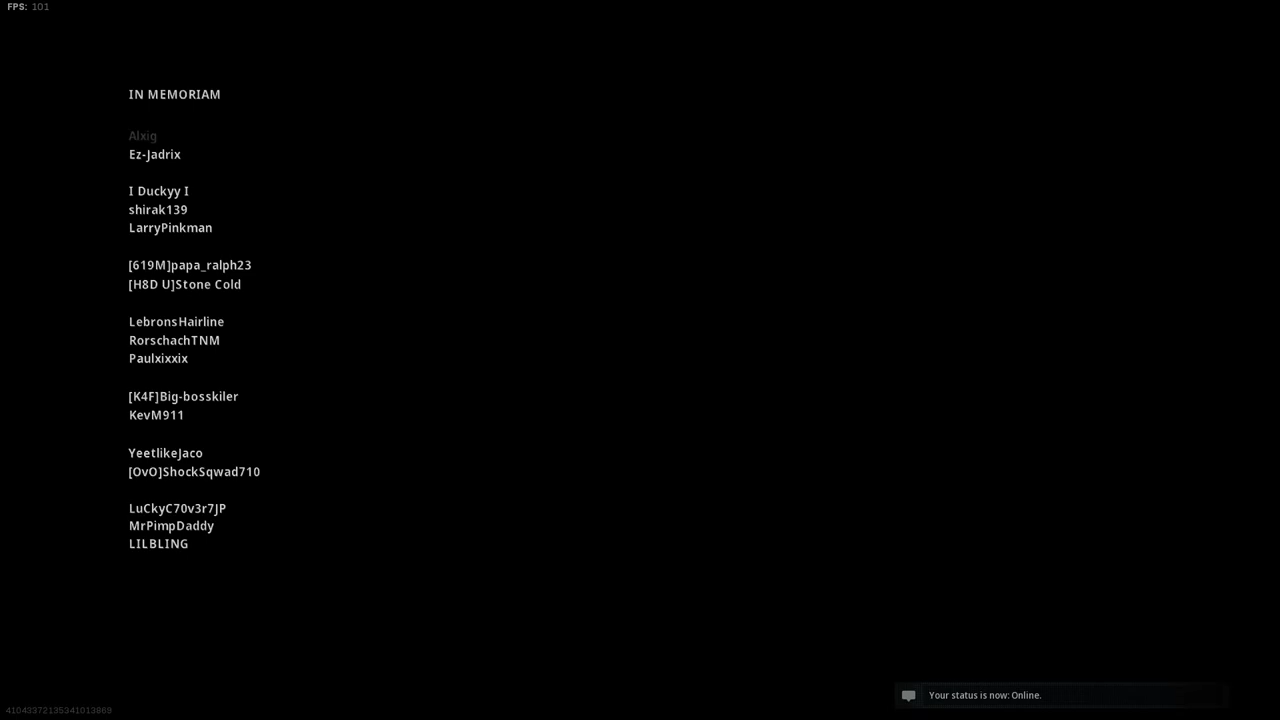 FPS: 101
IN MEMORIAM
Alxig
Ez-Jadrix
I Duckyy I
shirak139
LarryPinkman
[619M]papa_ralph23
[H8D U]Stone Cold
LebronsHairline
RorschachTNM
Paulxixxix
[K4F]Big-bosskiler
KevM911
YeetlikeJaco
[OvO]ShockSqwad710
LuCkyC70v3r7JP
MrPimpDaddy
LILBLING
Your status is now: Online.
41043372135341013869